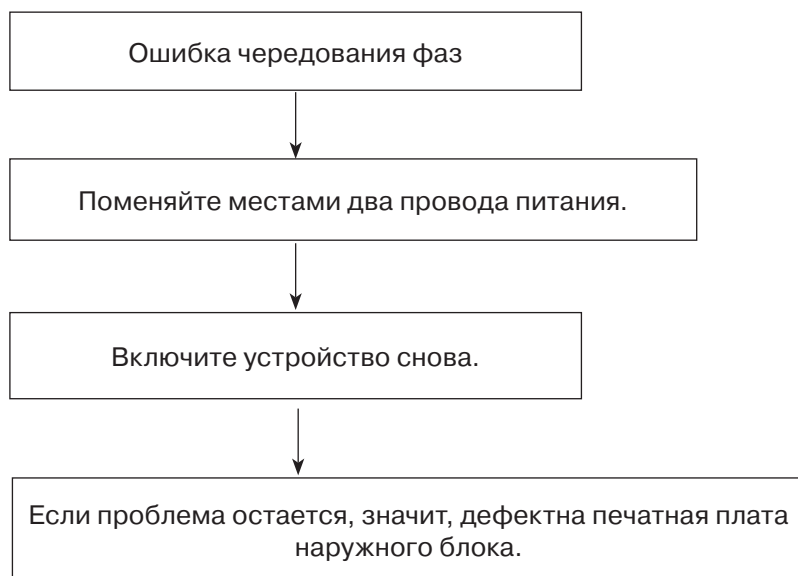 Ошибка чередования фаз
Поменяйте местами два провода питания.
Включите устройство снова.
Если проблема остается, значит, дефектна печатная плата
наружного блока.